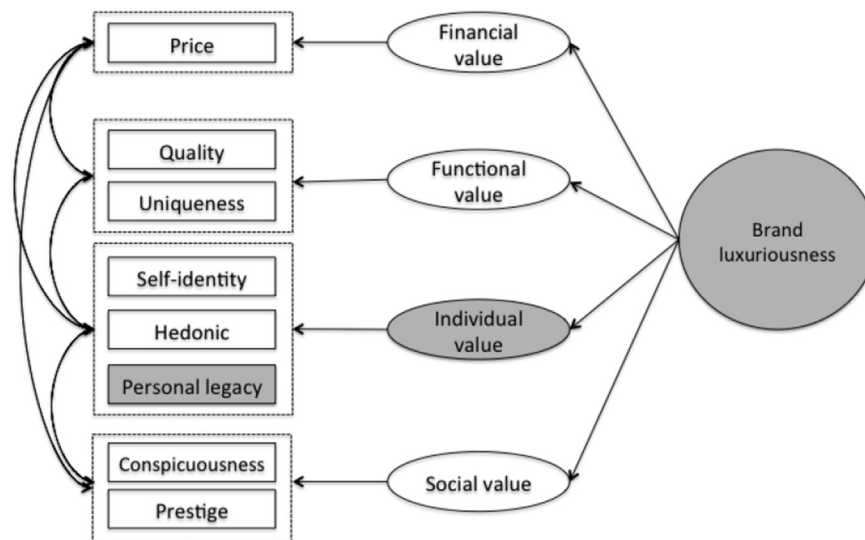 Price
Financial
value
Quality
Uniqueness
Functional
value
Brand
luxuriousness
Self-identity
Hedonic
Personal legacy
Individual
value
Conspicuousness
Prestige
Social value